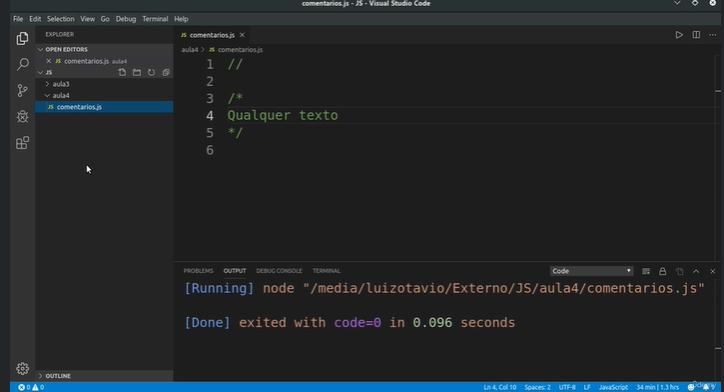 comentarios.js - JS - Visual Studio Code
File Edit Selection View Go Debug Terminal Help
EXPLORER
OPEN EDITORS
JS comentarios.js aula4
JS
aula3
aula4
JS comentarios.js
OUTLINE
JS comentarios.js
aula4 > JS comentarios.js
1 //
2
3 /*
4 Qualquer texto
5 */
6
PROBLEMS OUTPUT DEBUG CONSOLE TERMINAL Code
[Running] node "/media/luizotavio/Externo/JS/aula4/comentarios.js"
[Done] exited with code=0 in 0.096 seconds
0 0 Ln 4, Col 10 Spaces: 2 UTF-8 LF JavaScript 34 min | 1.3 hrs